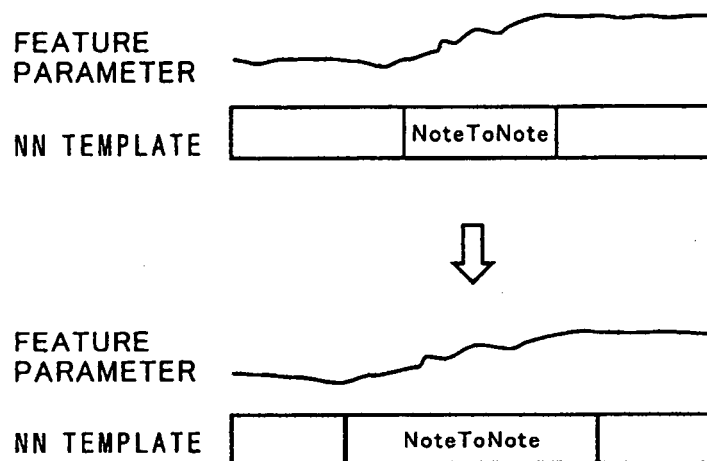 FEATURE
PARAMETER
NN TEMPLATE
NoteToNote
FEATURE
PARAMETER
NN TEMPLATE
NoteToNote